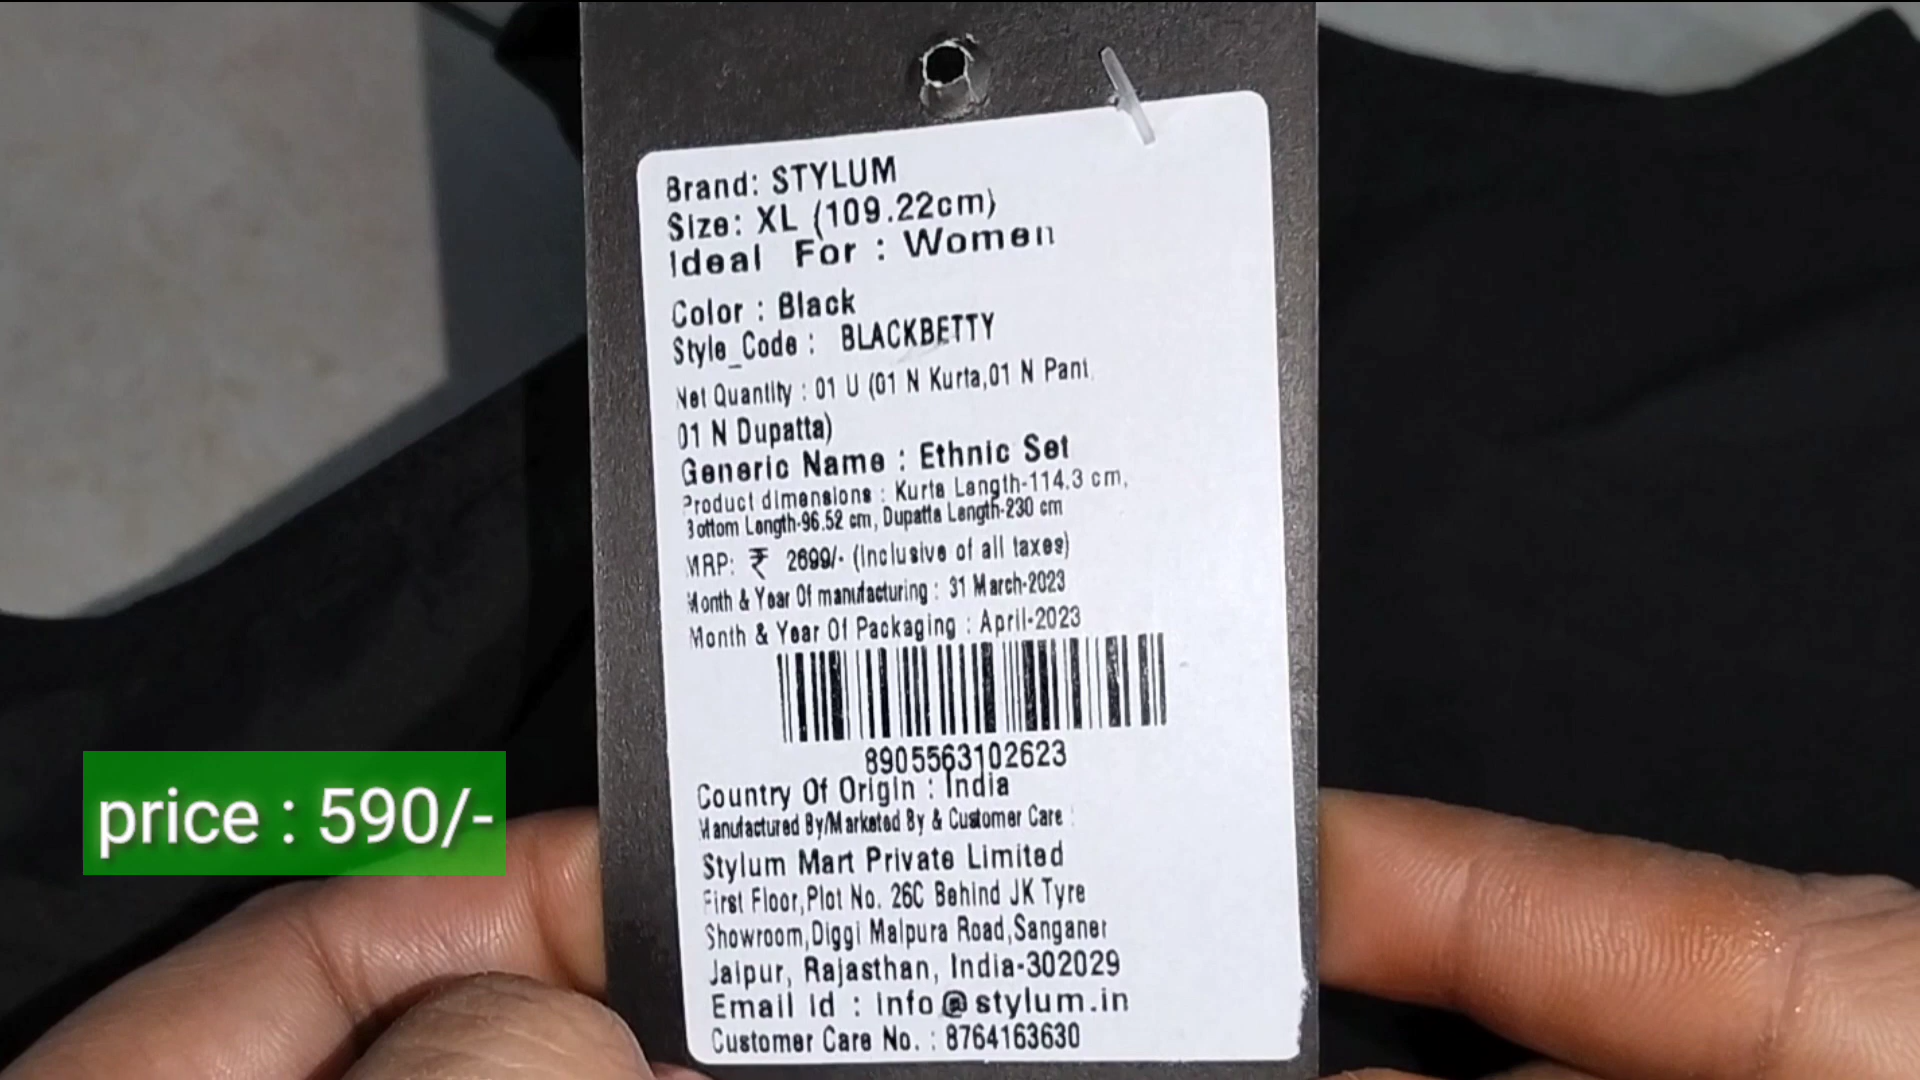 Brand: STYLUM
Size: XL (109.22cm)
Ideal For : Women
Color : Black
Style_Code : BLACKBETTY
Net Quantity : 01 U (01 N Kurta,01 N Pant,
01 N Dupatta)
Generic Name : Ethnic Set
Product dimensions : Kurta Length-114.3 cm,
Bottom Length-96.52 cm, Dupatta Length-230 cm
MRP: ₹ 2699/- (Inclusive of all taxes)
Month & Year Of manufacturing : 31 March-2023
Month & Year Of Packaging : April-2023
8905563102623
Country Of Origin : India
Manufactured By/Marketed By & Customer Care :
Stylum Mart Private Limited
First Floor,Plot No. 26C Behind JK Tyre
Showroom,Diggi Malpura Road,Sanganer
Jaipur, Rajasthan, India-302029
Email Id : info@stylum.in
Customer Care No. : 8764163630
price : 590/-